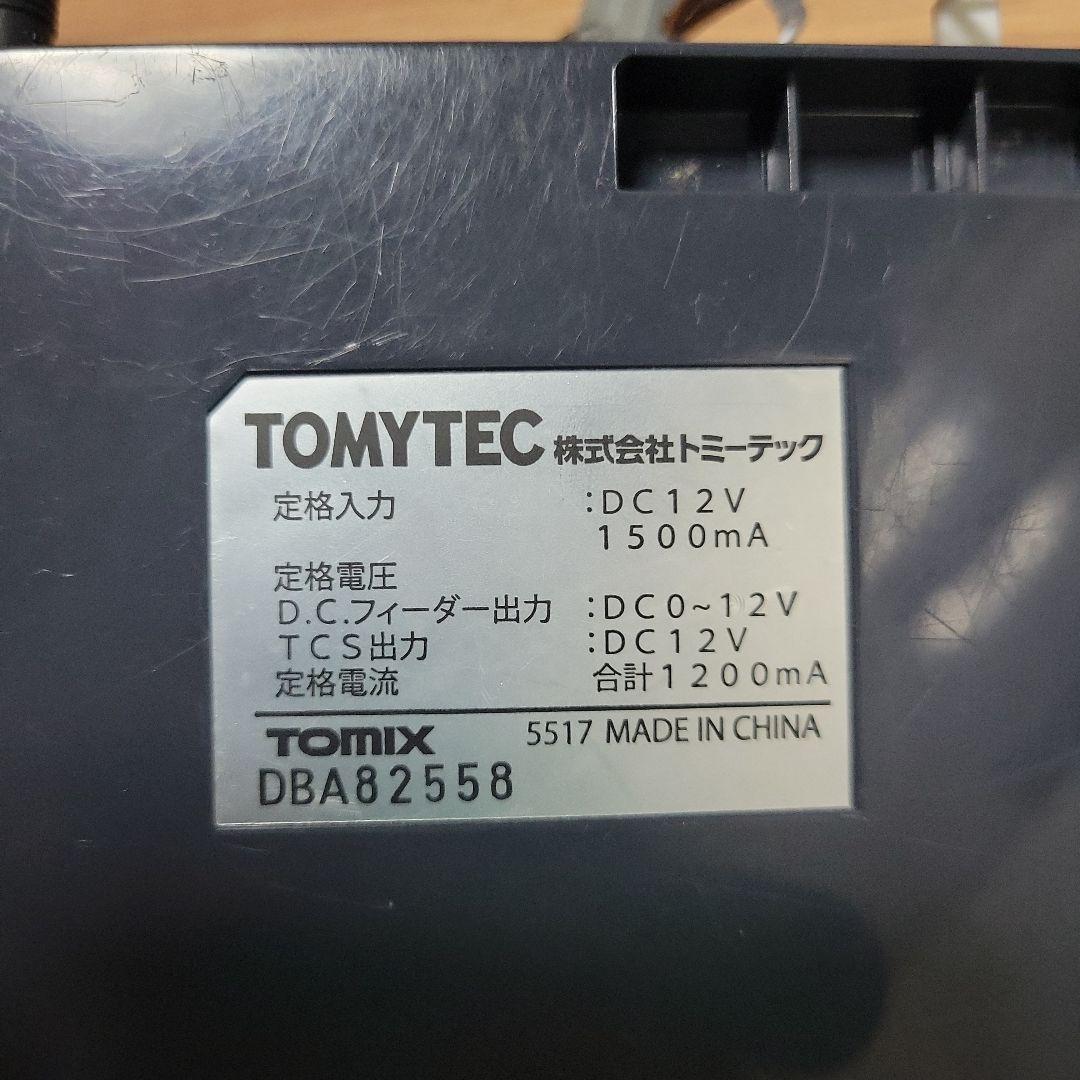 TOMYTEC 株式会社トミーテック
定格入力 :DC12V
1500mA
定格電圧
D.C.フィーダー出力 :DC0~12V
TCS出力 :DC12V
定格電流 合計1200mA
TOMIX 5517 MADE IN CHINA
DBA82558